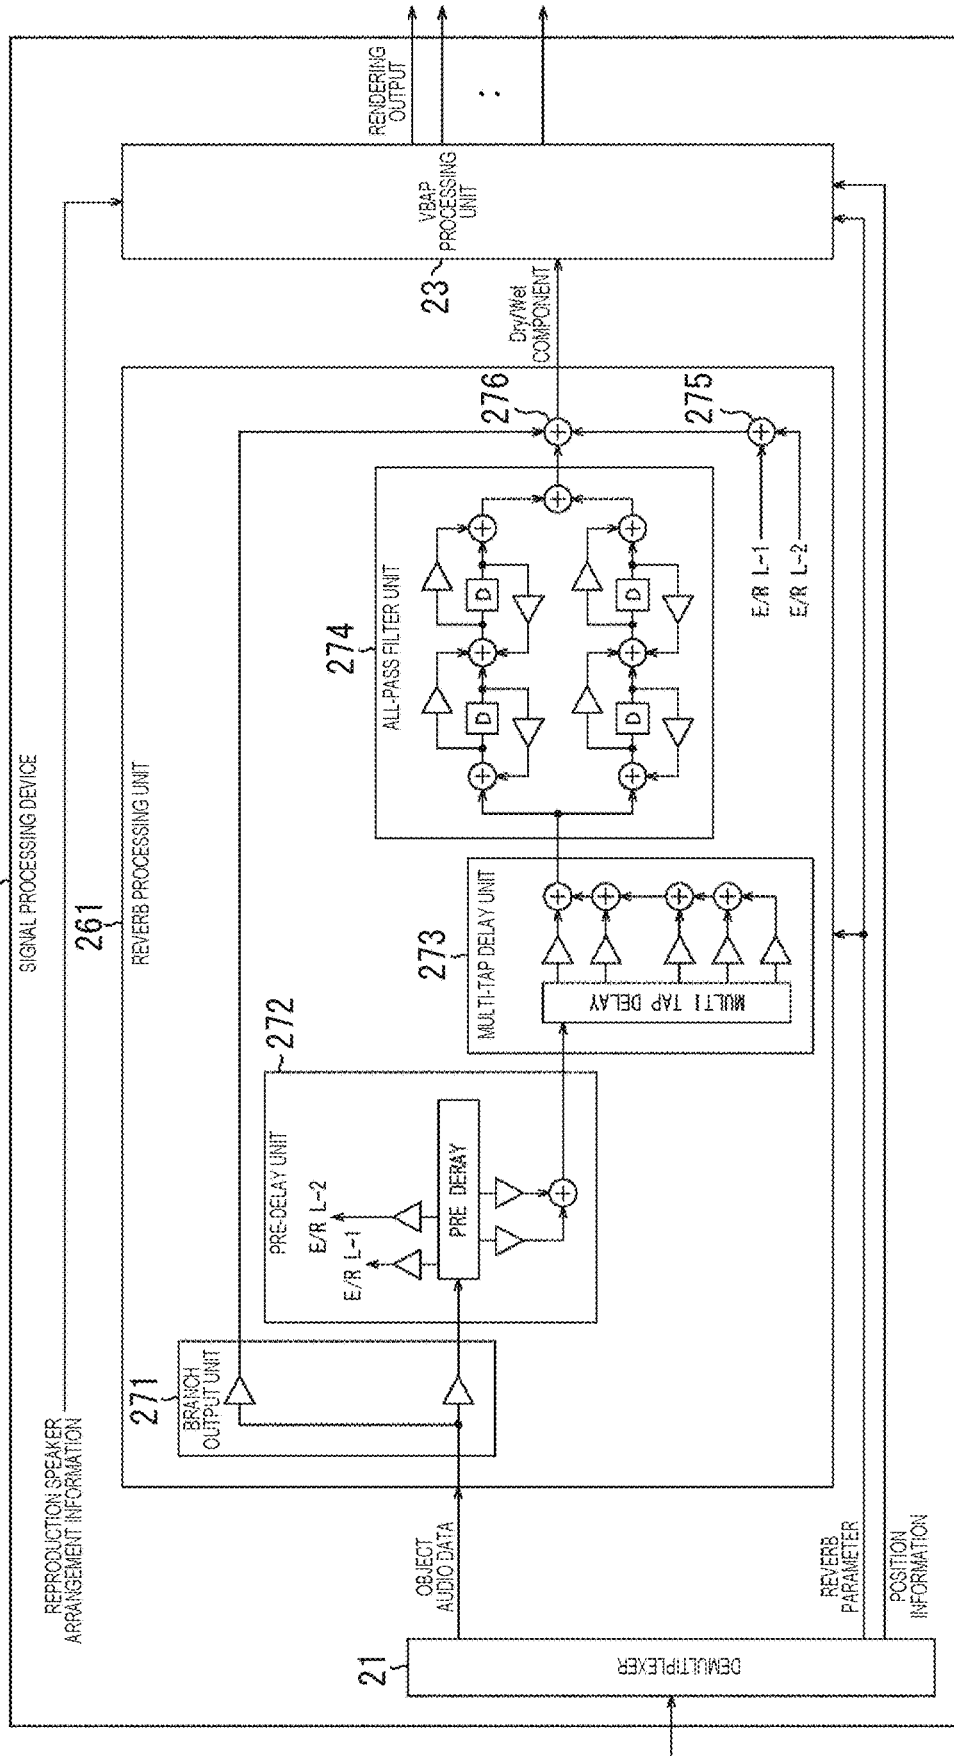 SIGNAL PROCESSING DEVICE
REPRODUCTION SPEAKER
ARRANGEMENT INFORMATION
261
REVERB PROCESSING UNIT
21
DEMULTIPLEXER
OBJECT
AUDIO DATA
REVERB
PARAMETER
POSITION
INFORMATION
271
BRANCH
OUTPUT UNIT
272
PRE-DELAY UNIT
E/R L-2
E/R L-1
PRE DERAY
273
MULTI-TAP DELAY UNIT
MULTI TAP DELAY
274
ALL-PASS FILTER UNIT
D
D
D
D
276
275
E/R L-1
E/R L-2
Dry/Wet
COMPONENT
23
VBAP
PROCESSING
UNIT
RENDERING
OUTPUT